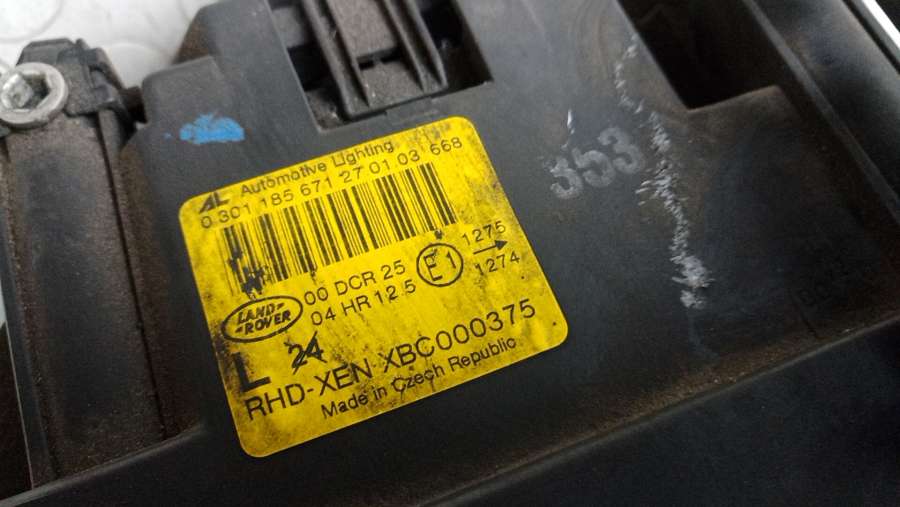 AL Automotive Lighting
0 301 185 671 27 01 03 668
LAND-
-ROVER
00 DCR 25
04 HR 12.5
E1
1275
1274
L 24
RHD-XEN XBC000375
Made in Czech Republic
353